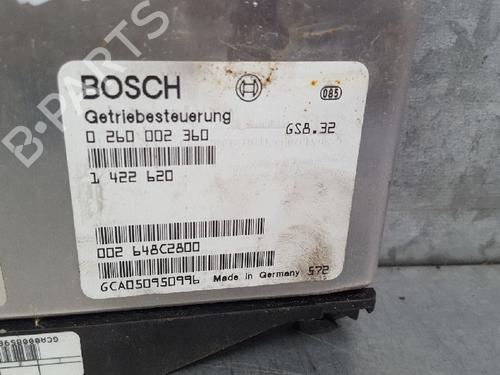 B-PARTS
BOSCH
085
Getriebesteuerung
0 260 002 360
GS8.32
1 422 620
002 648C2800
GCA050950996 Made in Germany 572